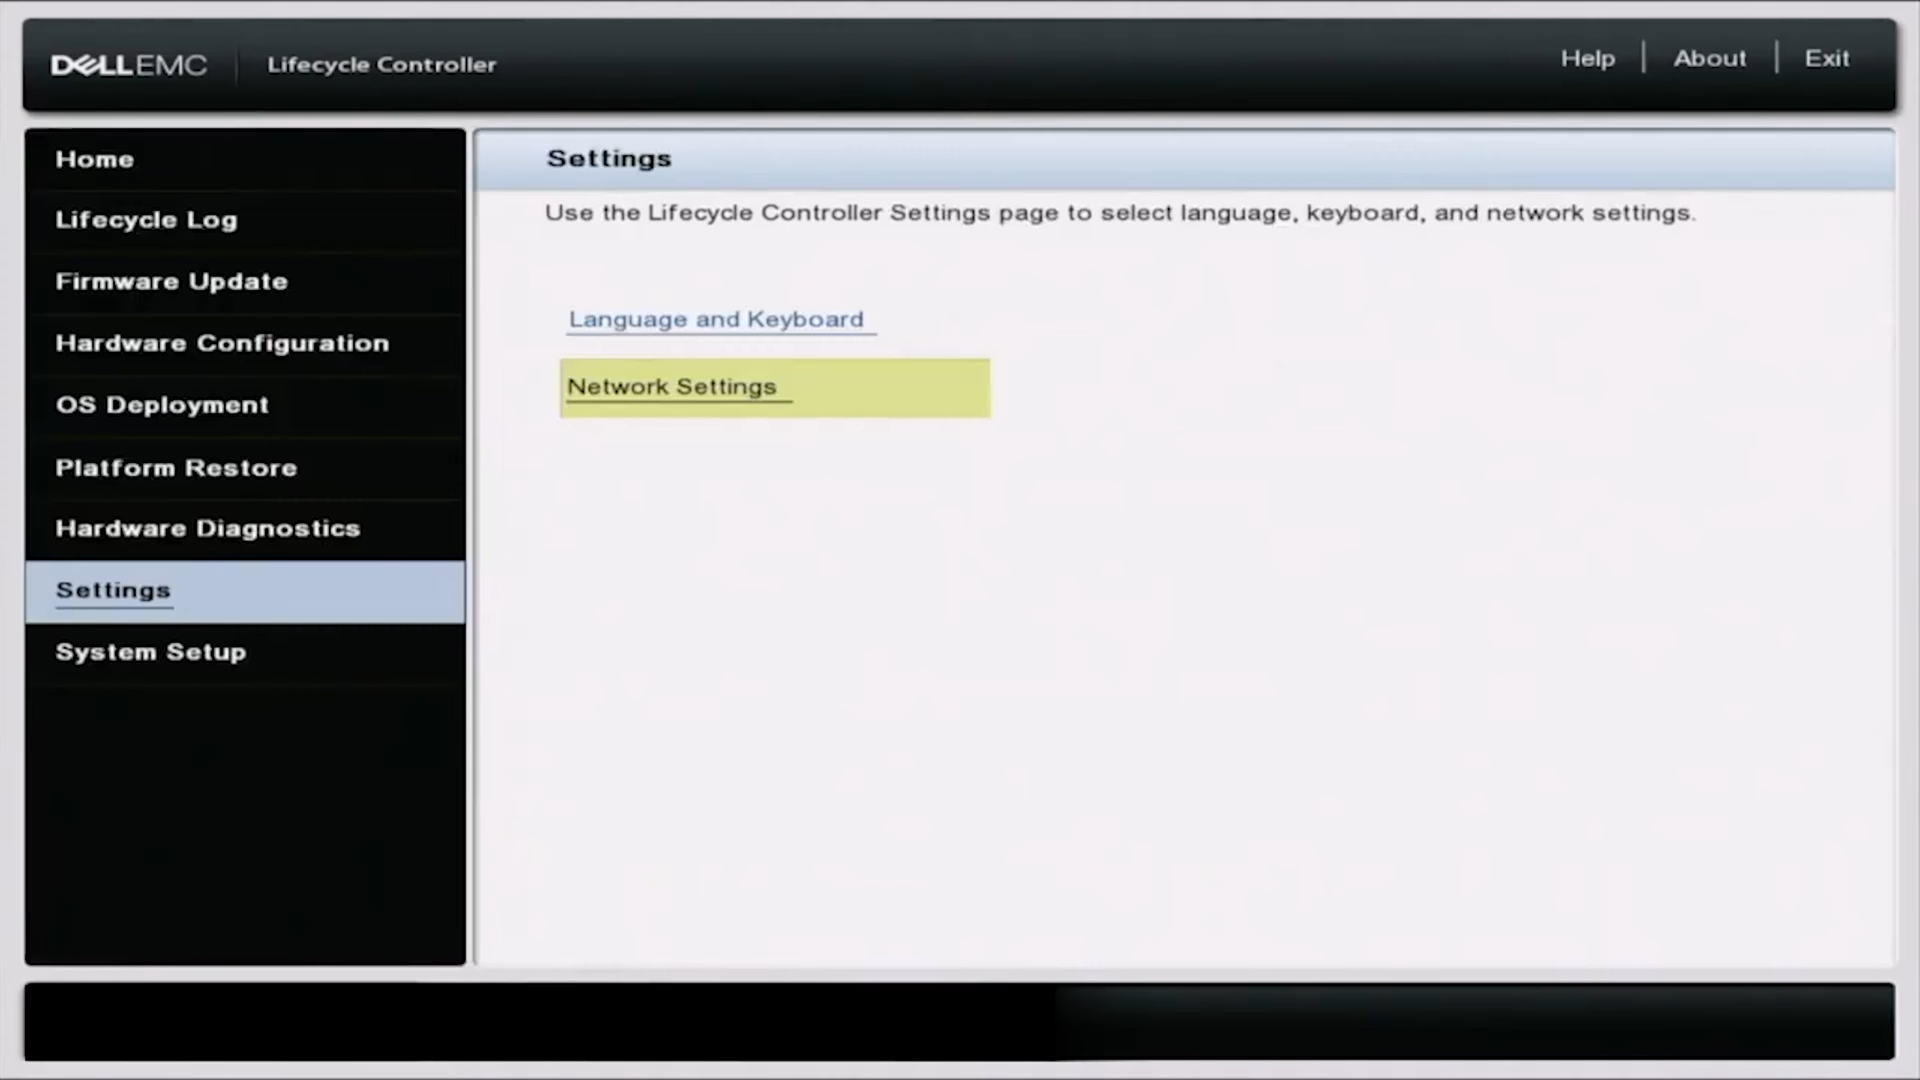 DELLEMC
Lifecycle Controller
Help
About
Exit
Home
Lifecycle Log
Firmware Update
Hardware Configuration
OS Deployment
Platform Restore
Hardware Diagnostics
Settings
System Setup
Settings
Use the Lifecycle Controller Settings page to select language, keyboard, and network settings.
Language and Keyboard
Network Settings